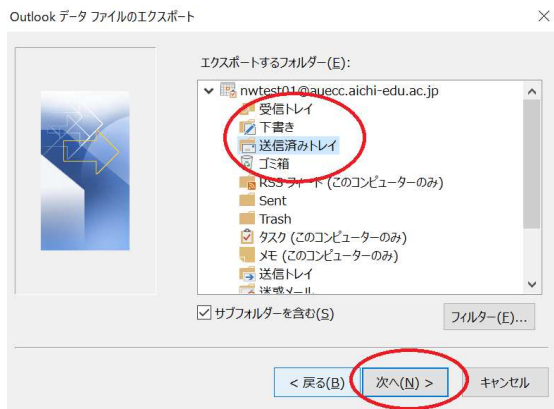 Outlook データ ファイルのエクスポート
エクスポートするフォルダー(E):
nwtest01@auecc.aichi-edu.ac.jp
受信トレイ
下書き
送信済みトレイ
ゴミ箱
RSS フィード (このコンピューターのみ)
Sent
Trash
タスク (このコンピューターのみ)
メモ (このコンピューターのみ)
送信トレイ
迷惑メール
サブフォルダーを含む(S)
フィルター(F)...
< 戻る(B)
次へ(N) >
キャンセル